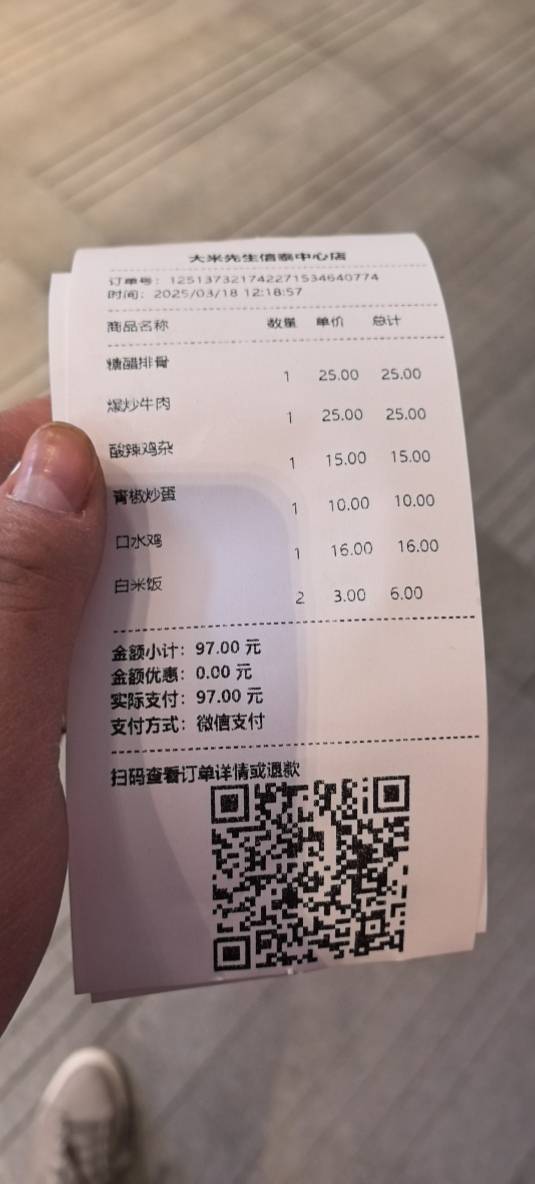 大米先生信泰中心店
订单号：125137321742271534640774
时间：2025/03/18 12:18:57
商品名称 数量 单价 总计
糖醋排骨 1 25.00 25.00
爆炒牛肉 1 25.00 25.00
酸辣鸡杂 1 15.00 15.00
青椒炒蛋 1 10.00 10.00
口水鸡 1 16.00 16.00
白米饭 2 3.00 6.00
金额小计：97.00 元
金额优惠：0.00 元
实际支付：97.00 元
支付方式：微信支付
扫码查看订单详情或退款